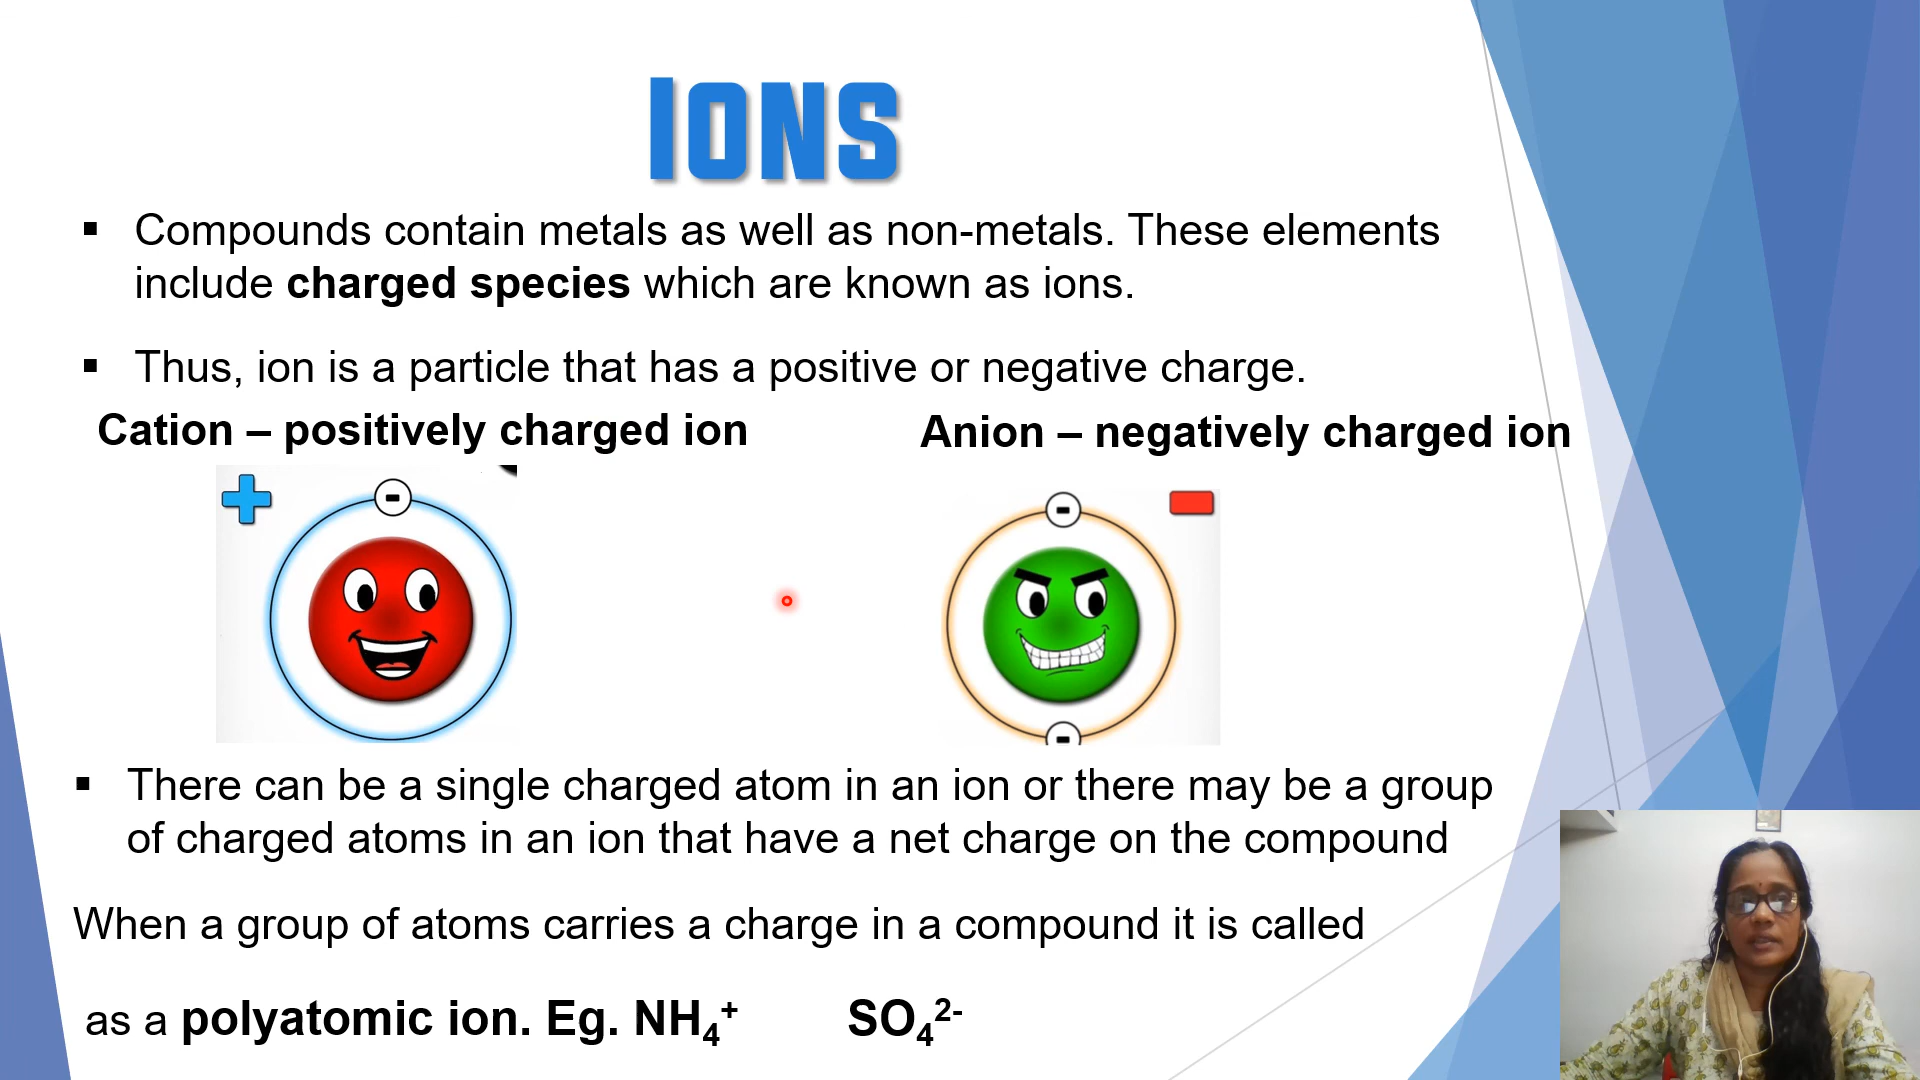 Ions
▪ Compounds contain metals as well as non-metals. These elements
include charged species which are known as ions.
▪ Thus, ion is a particle that has a positive or negative charge.
Cation – positively charged ion
Anion – negatively charged ion
▪ There can be a single charged atom in an ion or there may be a group
of charged atoms in an ion that have a net charge on the compound
When a group of atoms carries a charge in a compound it is called
as a polyatomic ion. Eg. NH₄⁺ SO₄²⁻